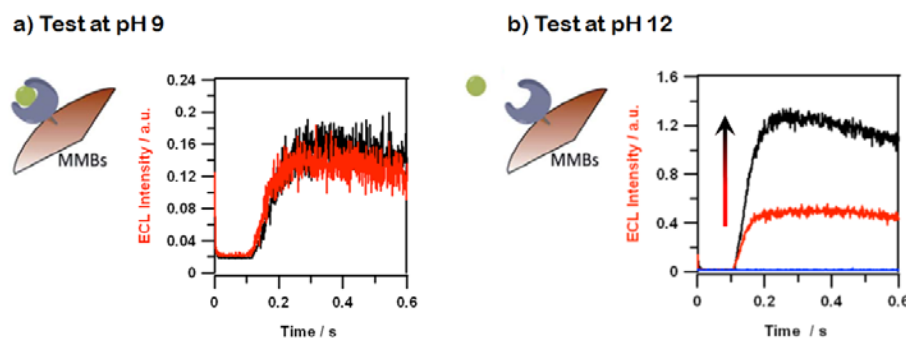 a) Test at pH 9
b) Test at pH 12
MMBs
ECL Intensity / a.u.
0.24
0.2
0.16
0.12
0.08
0.04
0
0
0.2
0.4
0.6
Time / s
MMBs
ECL Intensity / a.u.
1.6
1.2
0.8
0.4
0
0
0.2
0.4
0.6
Time / s